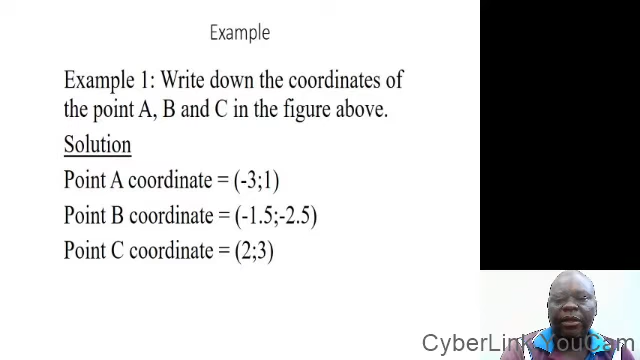 Example
Example 1: Write down the coordinates of
the point A, B and C in the figure above.
Solution
Point A coordinate = (-3;1)
Point B coordinate = (-1.5;-2.5)
Point C coordinate = (2;3)
CyberLink YouCam